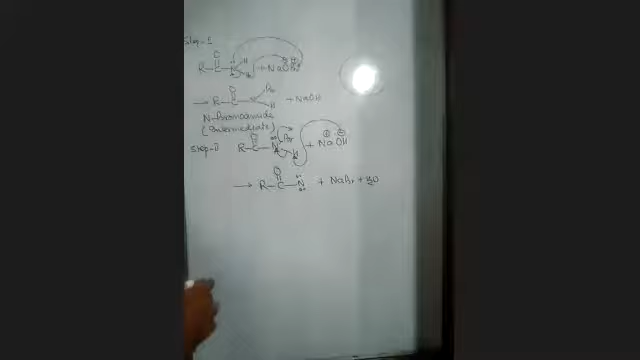 Step-I
O
R-C-N H H + NaOBr
→ R-C-N Br H + NaOH
N-Bromoamide
(Intermediate)
Step-II
O
R-C-N Br H + NaOH
O
→ R-C-N + NaBr + H2O